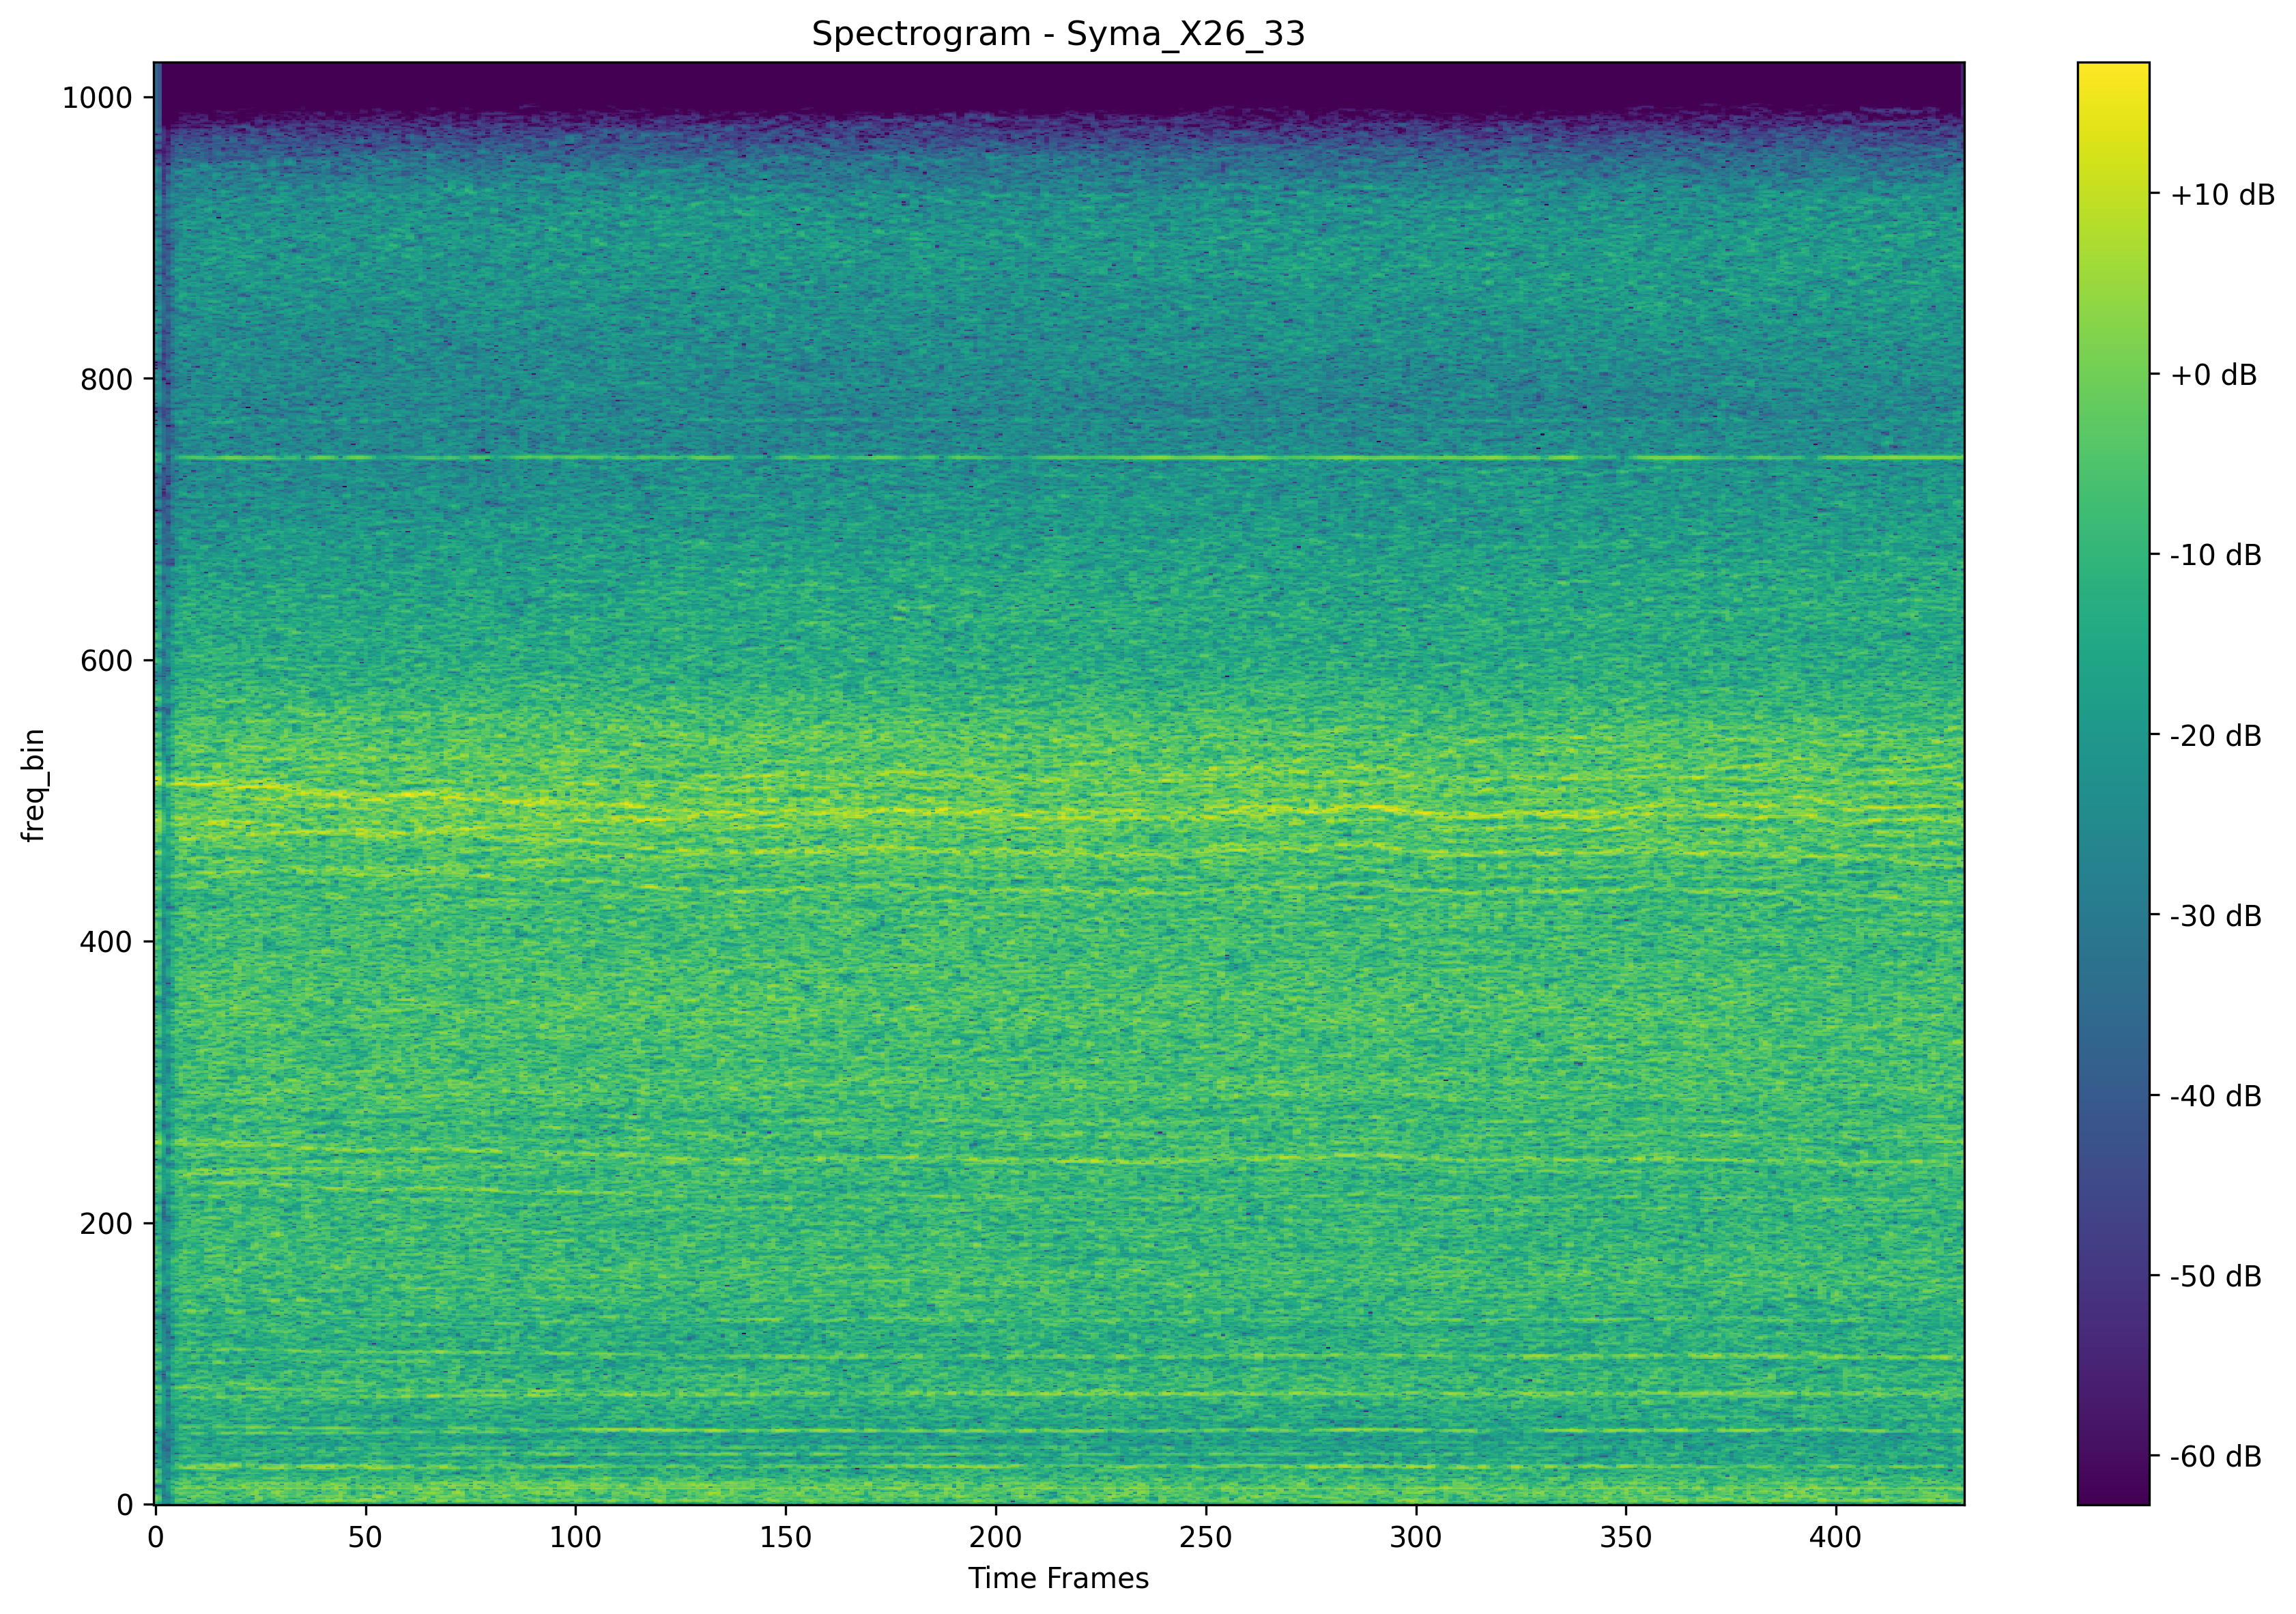 Spectrogram - Syma_X26_33
1000
800
600
400
200
0
freq_bin
0 50 100 150 200 250 300 350 400
Time Frames
+10 dB
+0 dB
-10 dB
-20 dB
-30 dB
-40 dB
-50 dB
-60 dB